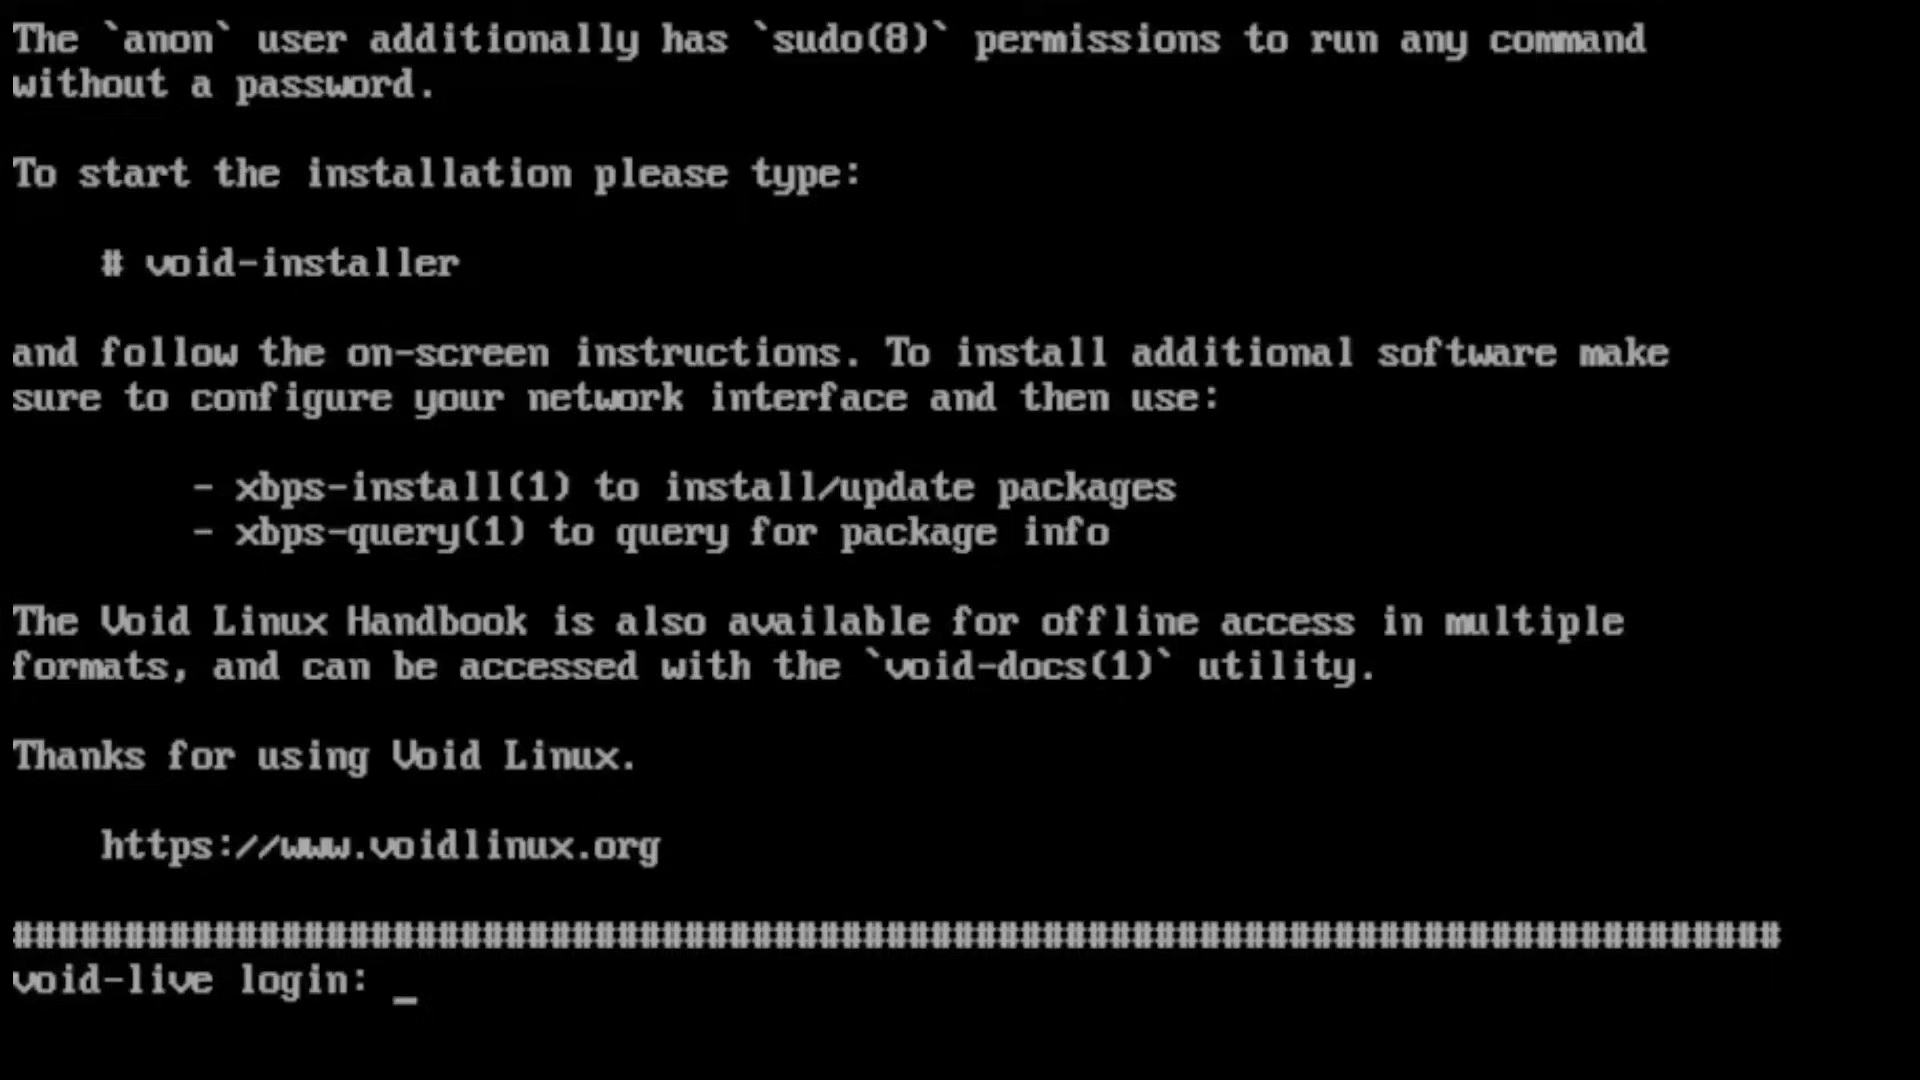 The `anon` user additionally has `sudo(8)` permissions to run any command
without a password.
To start the installation please type:
# void-installer
and follow the on-screen instructions. To install additional software make
sure to configure your network interface and then use:
- xbps-install(1) to install/update packages
- xbps-query(1) to query for package info
The Void Linux Handbook is also available for offline access in multiple
formats, and can be accessed with the `void-docs(1)` utility.
Thanks for using Void Linux.
https://www.voidlinux.org
###############################################################################
void-live login: _